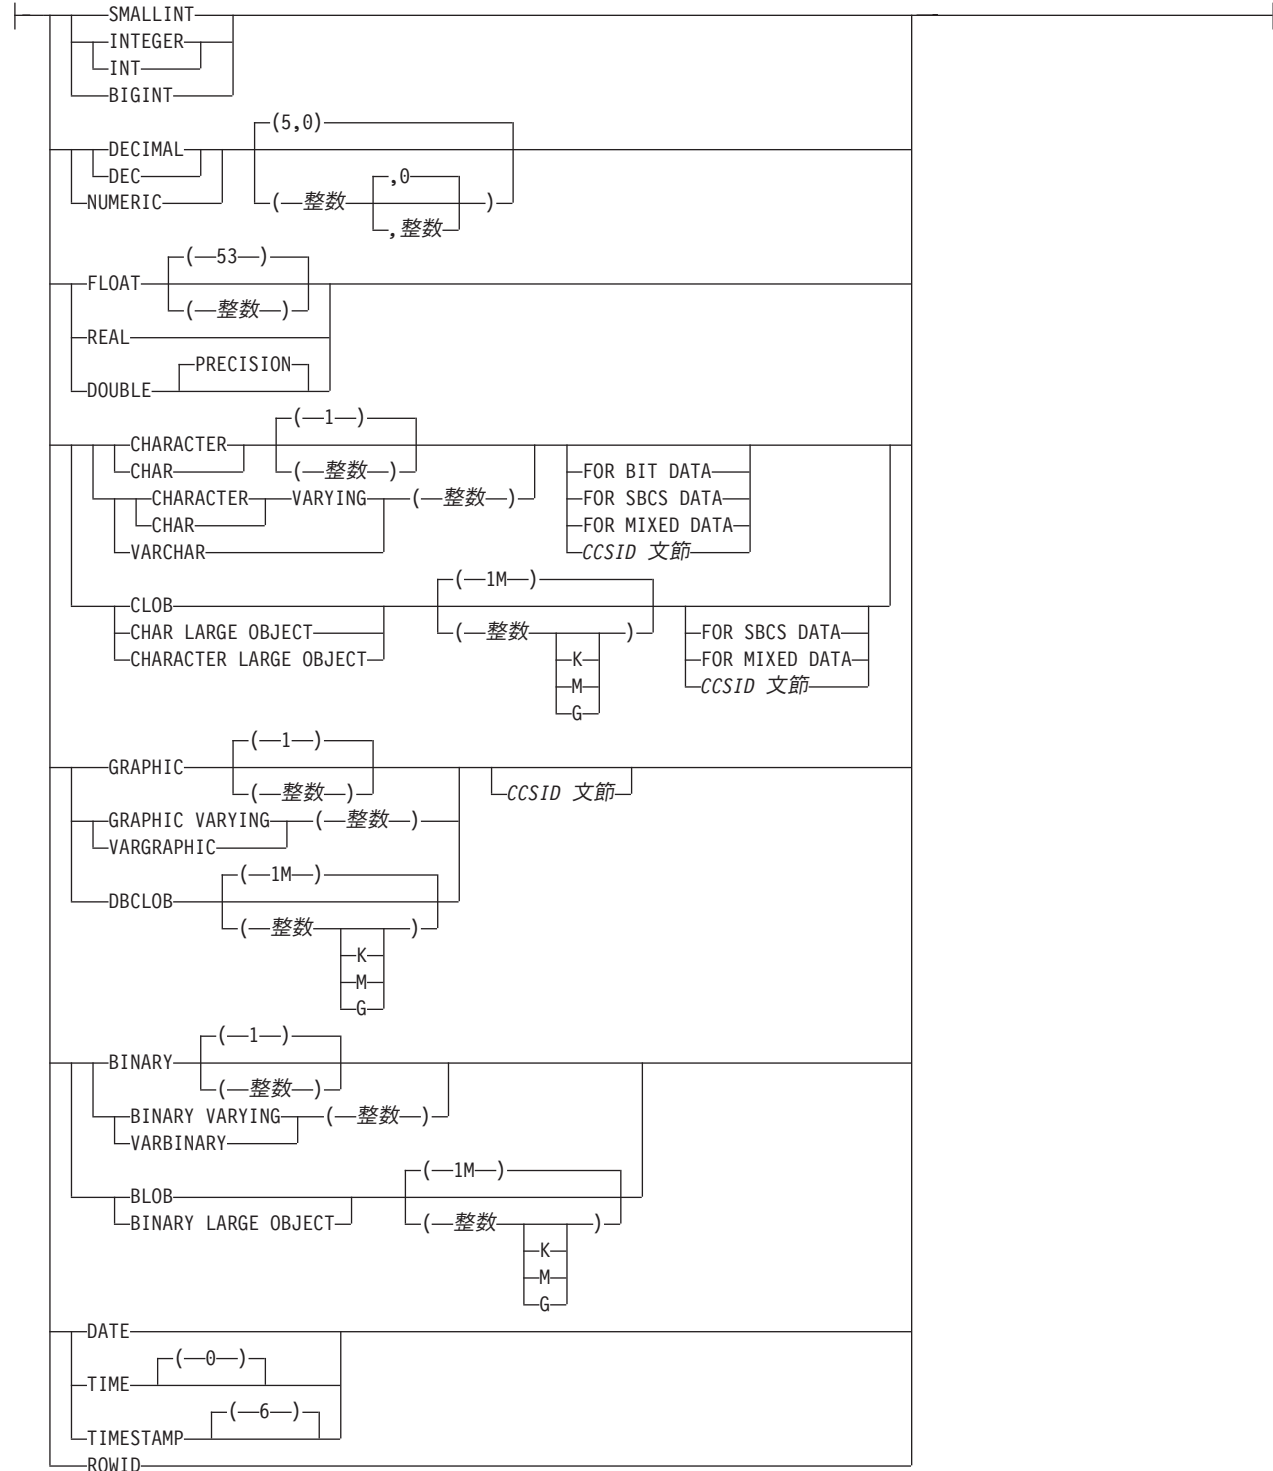 SMALLINT
INTEGER
INT
BIGINT
(5,0)
DECIMAL
DEC
,0
NUMERIC
( 整数 )
,整数
( 53 )
FLOAT
( 整数 )
REAL
PRECISION
DOUBLE
( 1 )
CHARACTER
CHAR ( 整数 ) FOR BIT DATA
CHARACTER VARYING ( 整数 ) FOR SBCS DATA
CHAR FOR MIXED DATA
VARCHAR CCSID 文節
( 1M )
CLOB
CHAR LARGE OBJECT ( 整数 ) FOR SBCS DATA
CHARACTER LARGE OBJECT K FOR MIXED DATA
M CCSID 文節
G
( 1 )
GRAPHIC
( 整数 ) CCSID 文節
GRAPHIC VARYING ( 整数 )
VARGRAPHIC
( 1M )
DBCLOB
( 整数 )
K
M
G
( 1 )
BINARY
( 整数 )
BINARY VARYING ( 整数 )
VARBINARY
( 1M )
BLOB
BINARY LARGE OBJECT ( 整数 )
K
M
G
DATE
( 0 )
TIME
( 6 )
TIMESTAMP
ROWID